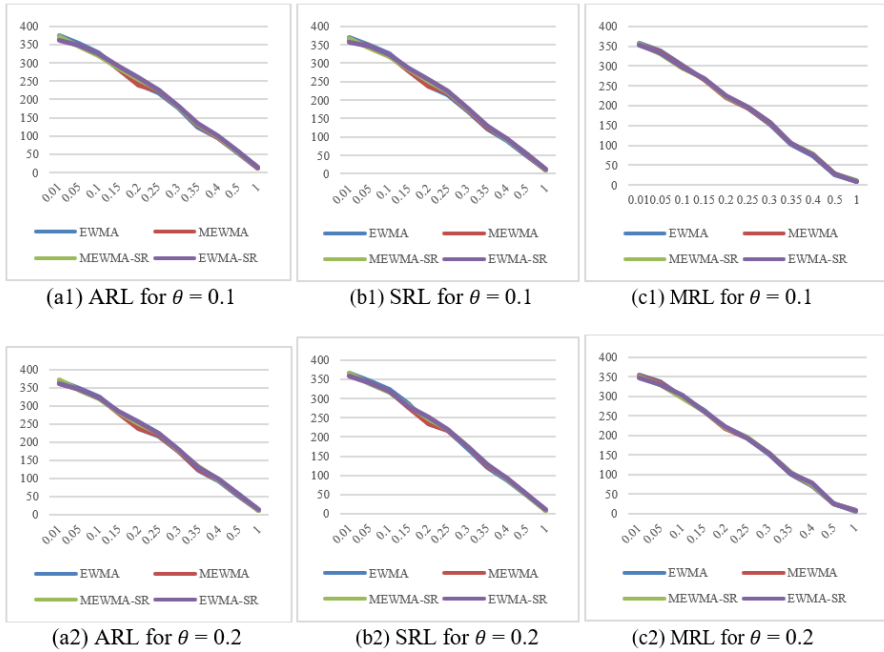 400
350
300
250
200
150
100
50
0
0.01 0.05 0.1 0.15 0.2 0.25 0.3 0.35 0.4 0.5 1
EWMA MEWMA
MEWMA-SR EWMA-SR
(a1) ARL for θ = 0.1
400
350
300
250
200
150
100
50
0
0.01 0.05 0.1 0.15 0.2 0.25 0.3 0.35 0.4 0.5 1
EWMA MEWMA
MEWMA-SR EWMA-SR
(b1) SRL for θ = 0.1
400
350
300
250
200
150
100
50
0
0.01 0.05 0.1 0.15 0.2 0.25 0.3 0.35 0.4 0.5 1
EWMA MEWMA
MEWMA-SR EWMA-SR
(c1) MRL for θ = 0.1
400
350
300
250
200
150
100
50
0
0.01 0.05 0.1 0.15 0.2 0.25 0.3 0.35 0.4 0.5 1
EWMA MEWMA
MEWMA-SR EWMA-SR
(a2) ARL for θ = 0.2
400
350
300
250
200
150
100
50
0
0.01 0.05 0.1 0.15 0.2 0.25 0.3 0.35 0.4 0.5 1
EWMA MEWMA
MEWMA-SR EWMA-SR
(b2) SRL for θ = 0.2
400
350
300
250
200
150
100
50
0
0.01 0.05 0.1 0.15 0.2 0.25 0.3 0.35 0.4 0.5 1
EWMA MEWMA
MEWMA-SR EWMA-SR
(c2) MRL for θ = 0.2